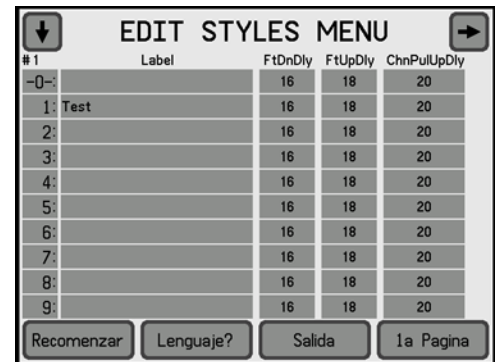 EDIT STYLES MENU
#1 Label FtDnDly FtUpDly ChnPulUpDly
-0-: 16 18 20
1: Test 16 18 20
2: 16 18 20
3: 16 18 20
4: 16 18 20
5: 16 18 20
6: 16 18 20
7: 16 18 20
8: 16 18 20
9: 16 18 20
Recomenzar Lenguaje? Salida 1a Pagina